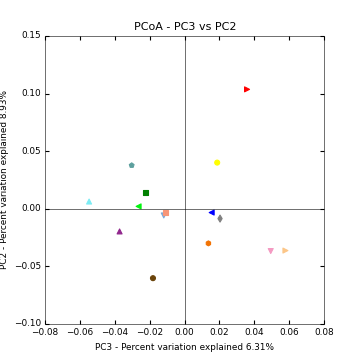 PCoA - PC3 vs PC2
0.15
0.10
0.05
0.00
−0.05
−0.10
PC2 - Percent variation explained 8.93%
−0.08 −0.06 −0.04 −0.02 0.00 0.02 0.04 0.06 0.08
PC3 - Percent variation explained 6.31%